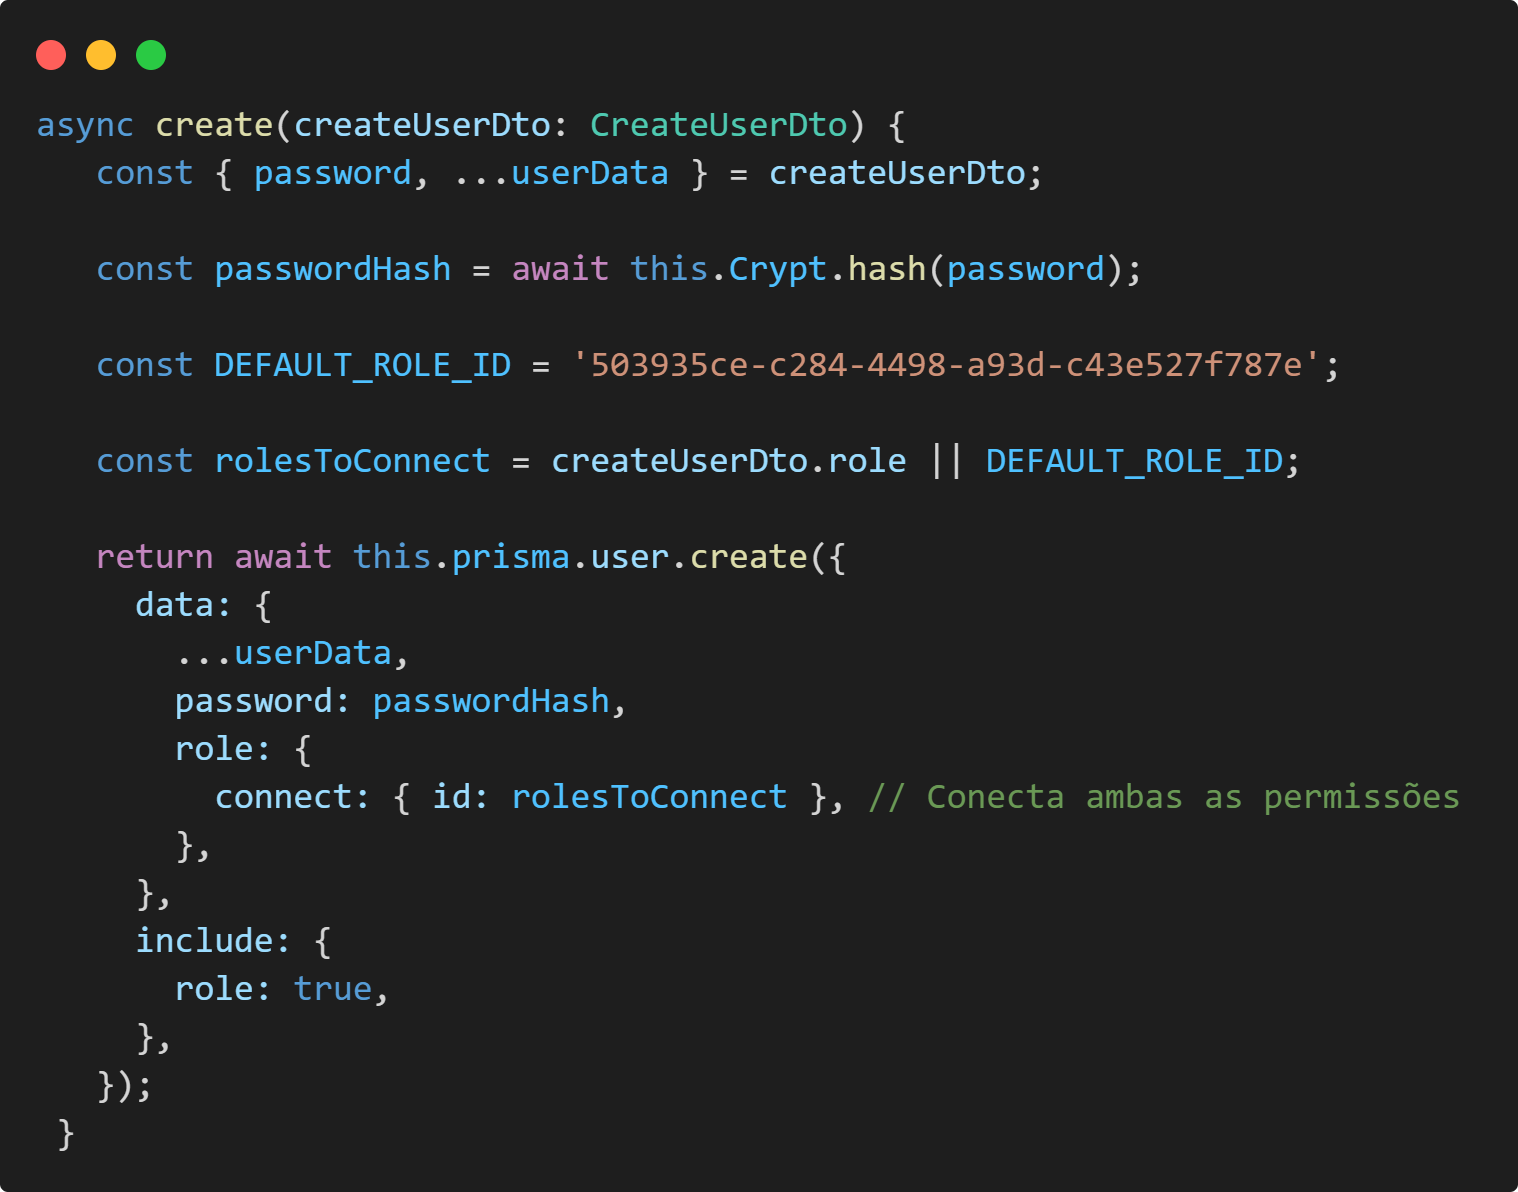 async create(createUserDto: CreateUserDto) {
const { password, ...userData } = createUserDto;
const passwordHash = await this.Crypt.hash(password);
const DEFAULT_ROLE_ID = '503935ce-c284-4498-a93d-c43e527f787e';
const rolesToConnect = createUserDto.role || DEFAULT_ROLE_ID;
return await this.prisma.user.create({
data: {
...userData,
password: passwordHash,
role: {
connect: { id: rolesToConnect }, // Conecta ambas as permissões
},
},
include: {
role: true,
},
});
}